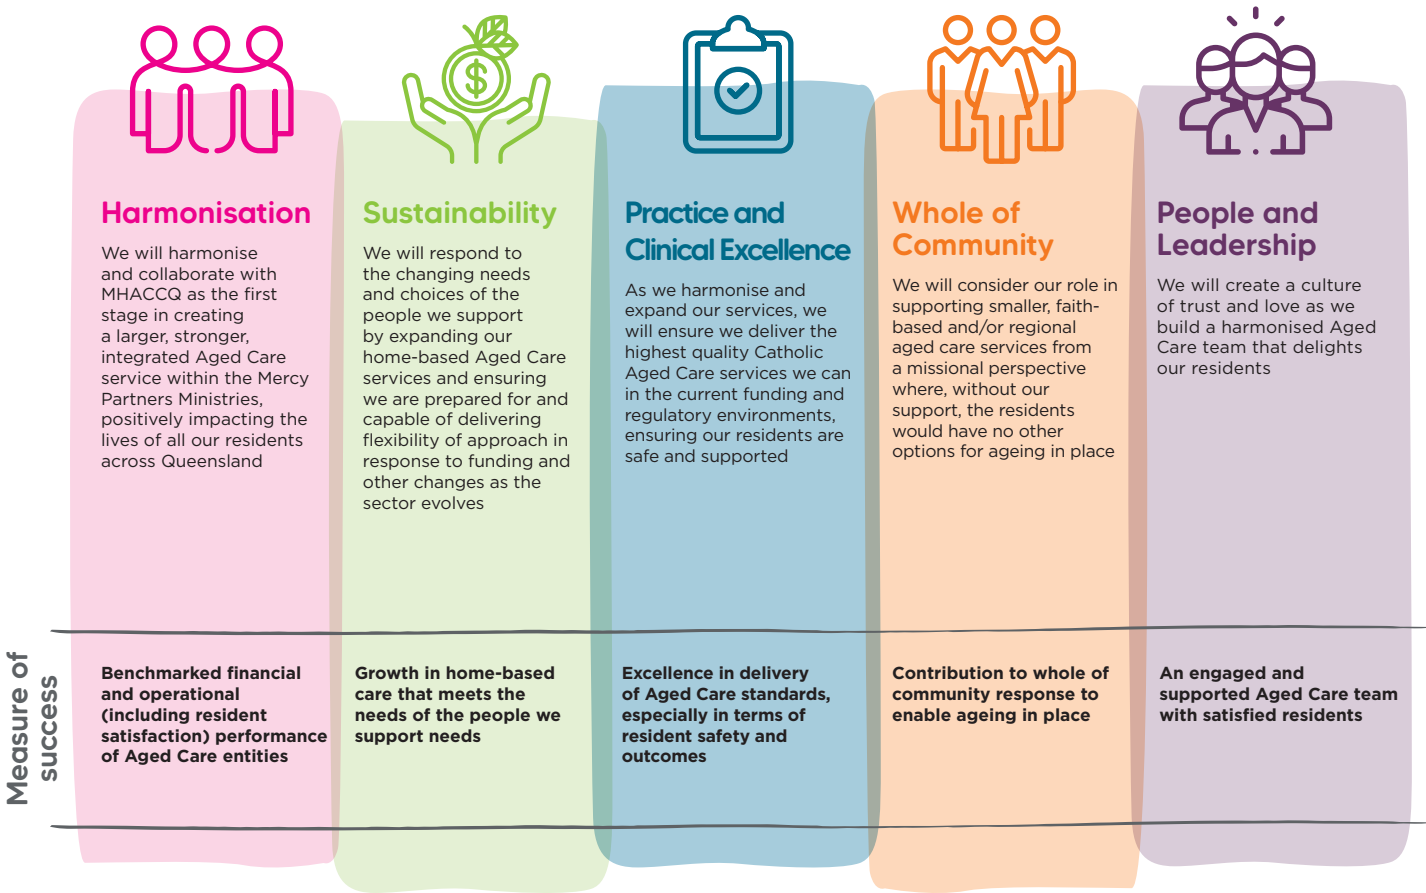 Harmonisation
We will harmonise
and collaborate with
MHACCQ as the first
stage in creating
a larger, stronger,
integrated Aged Care
service within the Mercy
Partners Ministries,
positively impacting the
lives of all our residents
across Queensland
Sustainability
We will respond to
the changing needs
and choices of the
people we support
by expanding our
home-based Aged Care
services and ensuring
we are prepared for and
capable of delivering
flexibility of approach in
response to funding and
other changes as the
sector evolves
Practice and
Clinical Excellence
As we harmonise and
expand our services, we
will ensure we deliver the
highest quality Catholic
Aged Care services we can
in the current funding and
regulatory environments,
ensuring our residents are
safe and supported
Whole of
Community
We will consider our role in
supporting smaller, faith-
based and/or regional
aged care services from
a missional perspective
where, without our
support, the residents
would have no other
options for ageing in place
People and
Leadership
We will create a culture
of trust and love as we
build a harmonised Aged
Care team that delights
our residents
Measure of
success
Benchmarked financial
and operational
(including resident
satisfaction) performance
of Aged Care entities
Growth in home-based
care that meets the
needs of the people we
support needs
Excellence in delivery
of Aged Care standards,
especially in terms of
resident safety and
outcomes
Contribution to whole of
community response to
enable ageing in place
An engaged and
supported Aged Care team
with satisfied residents